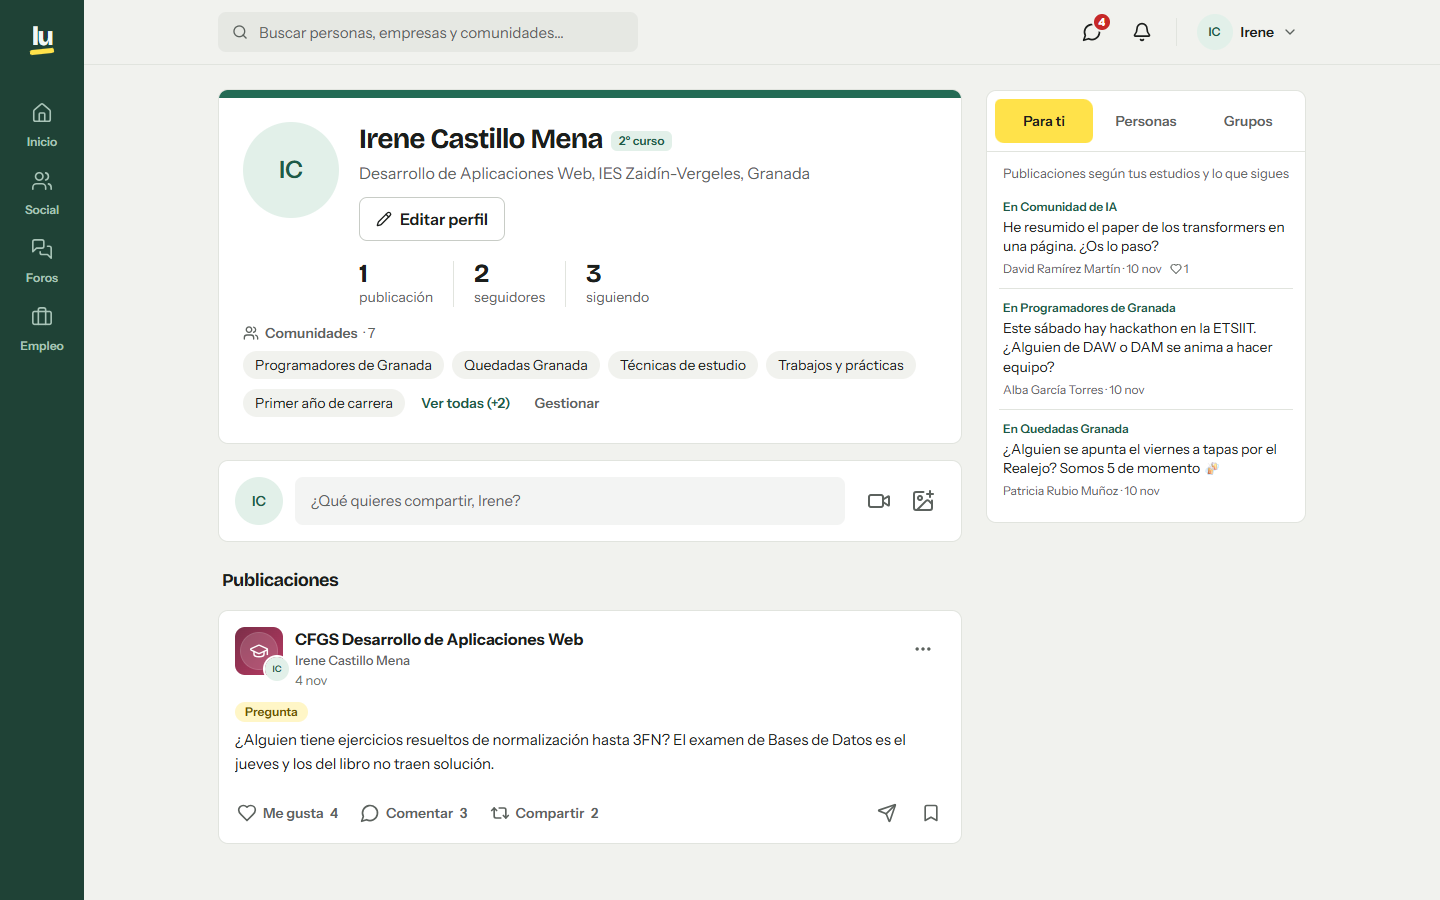 lu
Inicio
Social
Foros
Empleo
Buscar personas, empresas y comunidades...
4
IC
Irene
IC
Irene Castillo Mena
2º curso
Desarrollo de Aplicaciones Web, IES Zaidín-Vergeles, Granada
Editar perfil
1
publicación
2
seguidores
3
siguiendo
Comunidades · 7
Programadores de Granada
Quedadas Granada
Técnicas de estudio
Trabajos y prácticas
Primer año de carrera
Ver todas (+2)
Gestionar
IC
¿Qué quieres compartir, Irene?
Publicaciones
IC
CFGS Desarrollo de Aplicaciones Web
Irene Castillo Mena
4 nov
Pregunta
¿Alguien tiene ejercicios resueltos de normalización hasta 3FN? El examen de Bases de Datos es el
jueves y los del libro no traen solución.
Me gusta 4
Comentar 3
Compartir 2
Para ti
Personas
Grupos
Publicaciones según tus estudios y lo que sigues
En Comunidad de IA
He resumido el paper de los transformers en
una página. ¿Os lo paso?
David Ramírez Martín · 10 nov 1
En Programadores de Granada
Este sábado hay hackathon en la ETSIIT.
¿Alguien de DAW o DAM se anima a hacer
equipo?
Alba García Torres · 10 nov
En Quedadas Granada
¿Alguien se apunta el viernes a tapas por el
Realejo? Somos 5 de momento
Patricia Rubio Muñoz · 10 nov